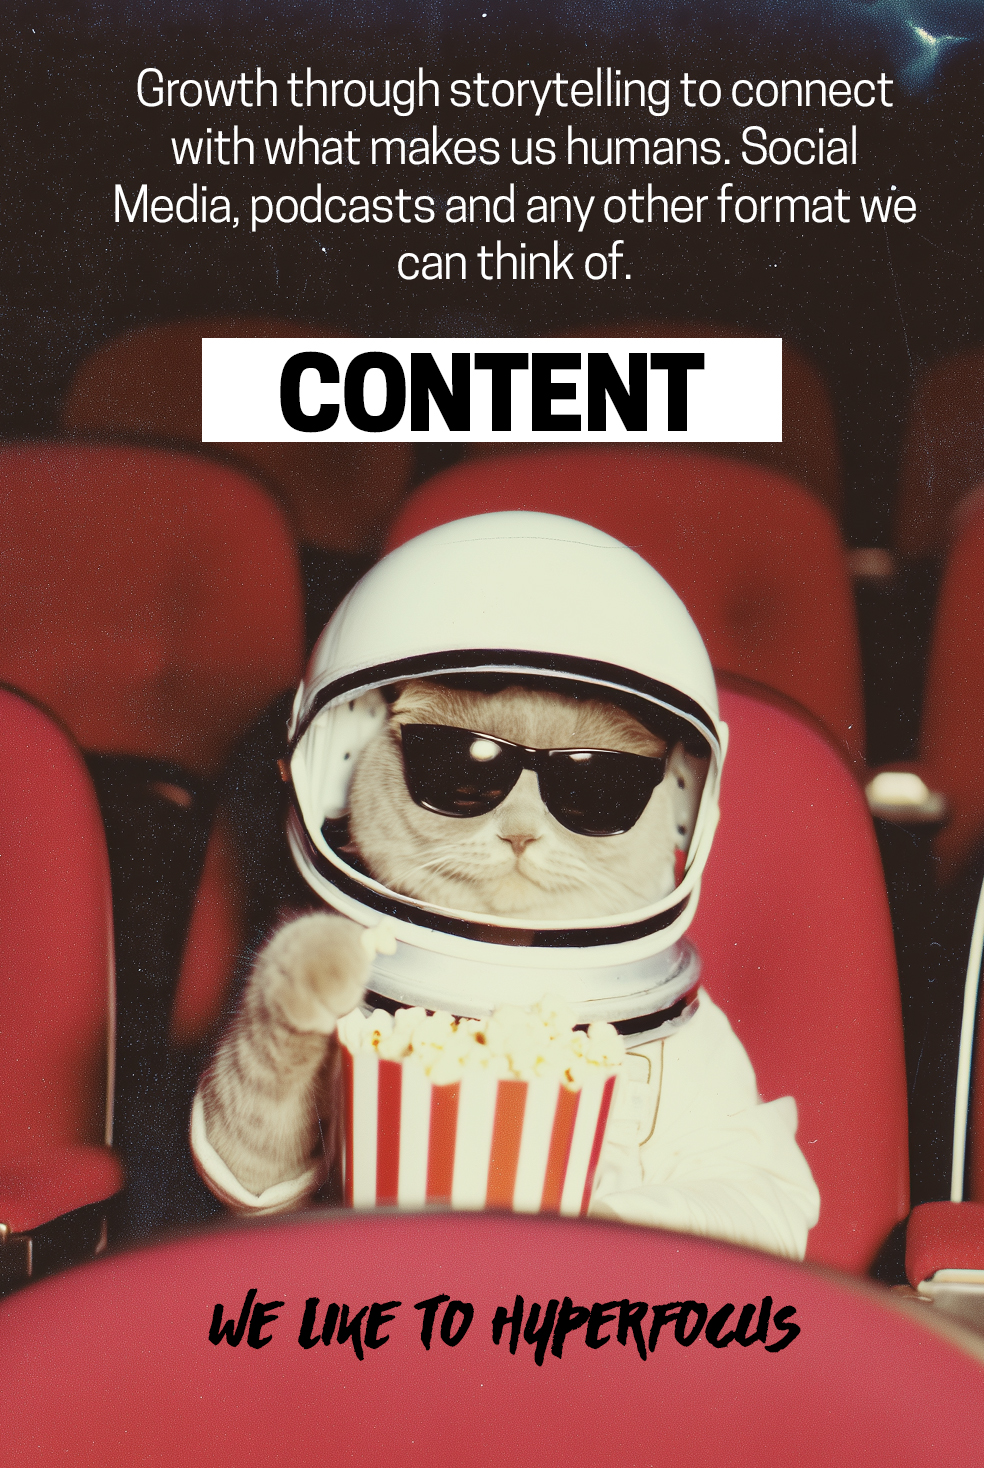 Growth through storytelling to connect
with what makes us humans. Social
Media, podcasts and any other format we
can think of.
CONTENT
WE LIKE TO HYPERFOCUS